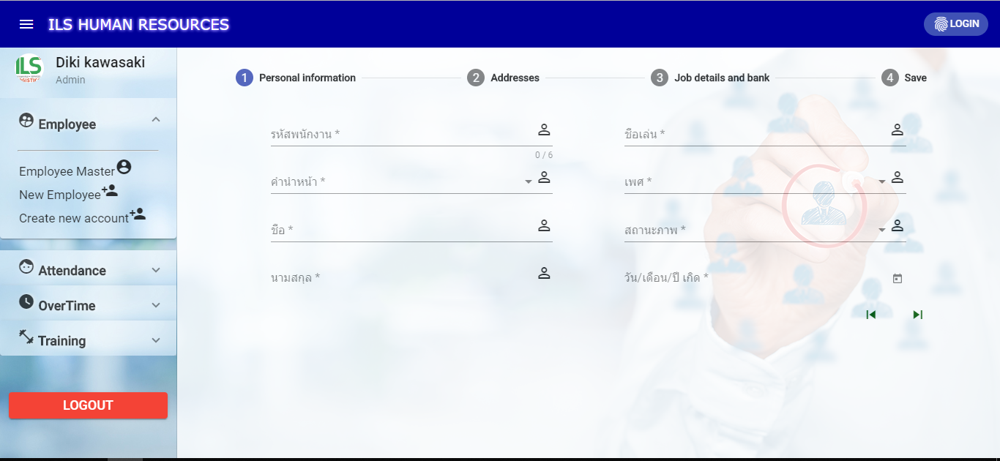 ILS HUMAN RESOURCES
LOGIN
ILS
Diki kawasaki
Admin
1 Personal information
2 Addresses
3 Job details and bank
4 Save
Employee
Employee Master
New Employee
Create new account
Attendance
OverTime
Training
LOGOUT
รหัสพนักงาน *
0 / 6
ชื่อเล่น *
คำนำหน้า *
เพศ *
ชื่อ *
สถานะภาพ *
นามสกุล *
วัน/เดือน/ปี เกิด *